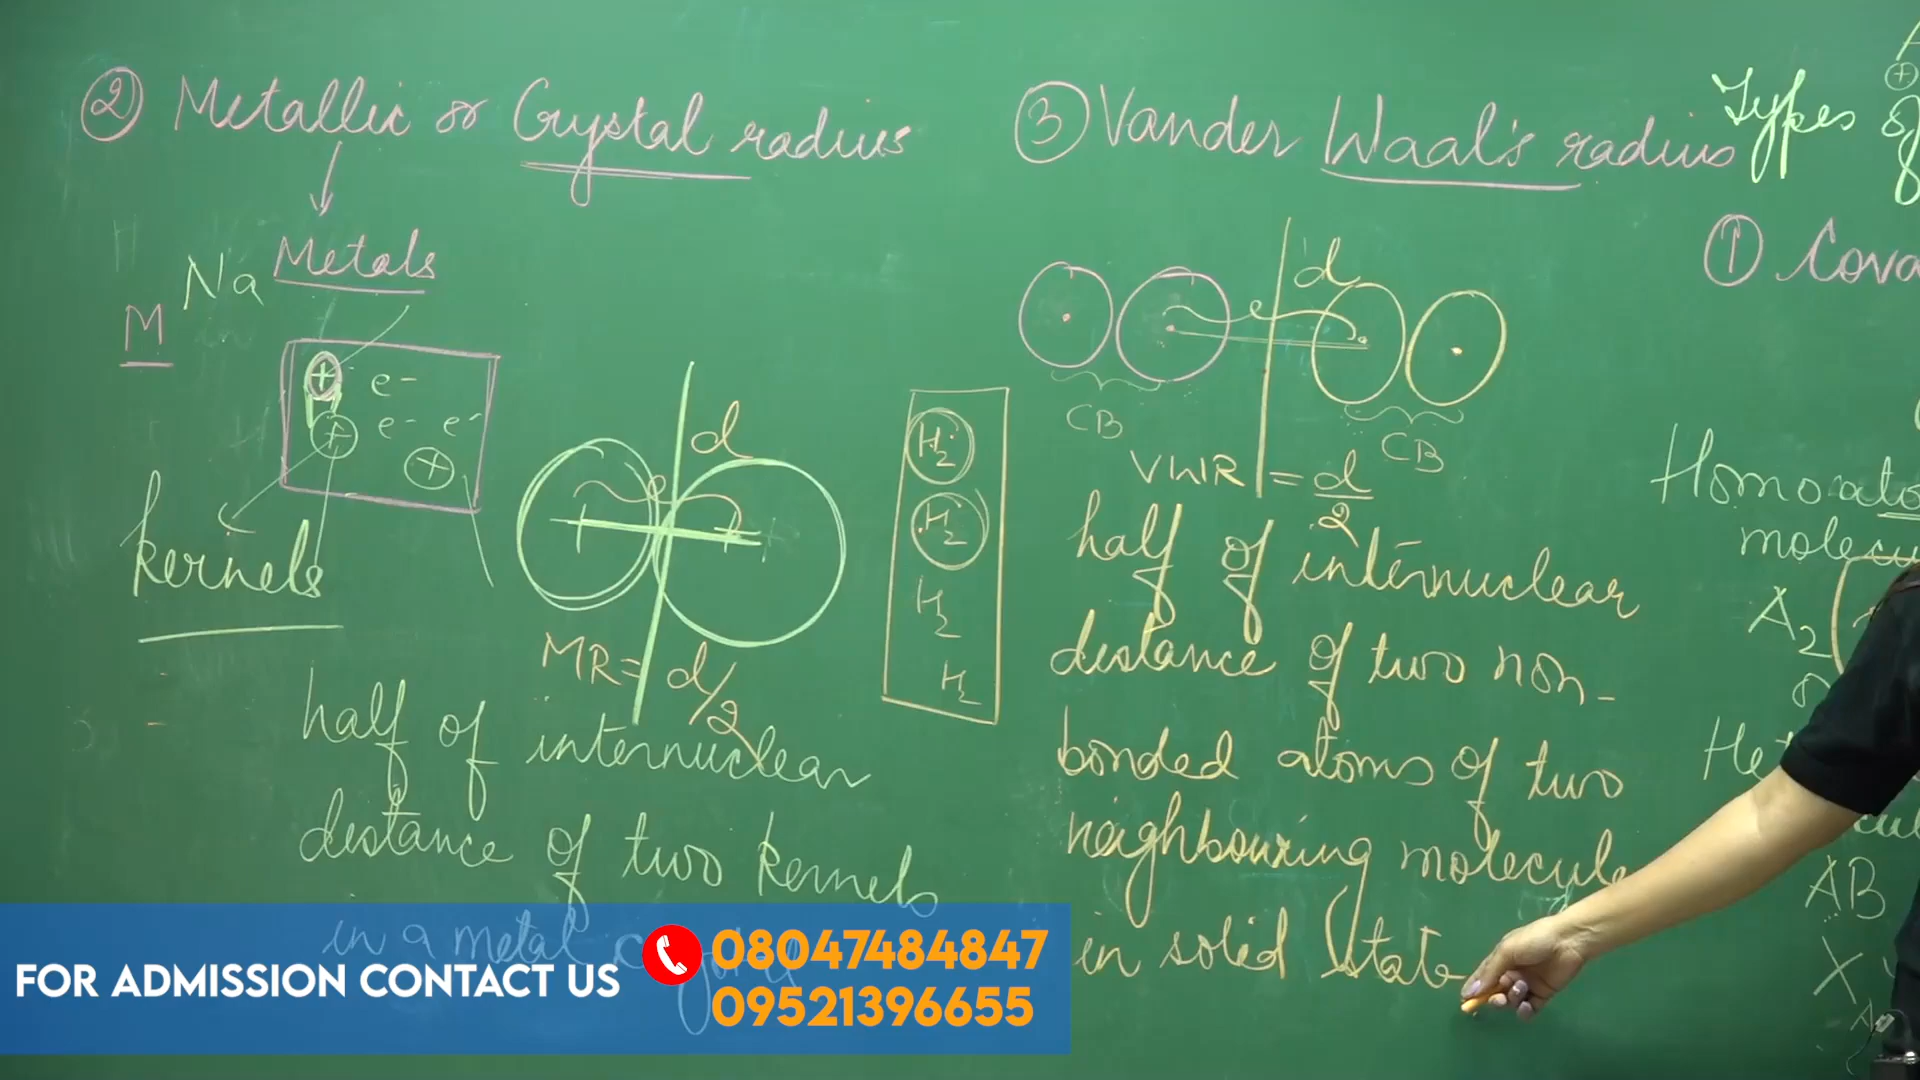 ② Metallic or Crystal radius
Metals
Na
M
+ e-
+ e- e-
+
kernels
d
MR = d/2
half of internuclear
distance of two kernels
in a metal
H2
H2
H2
H2
③ Vander Waal's radius
d
CB
CB
VWR = d/2
half of internuclear
distance of two non-
bonded atoms of two
neighbouring molecule
in solid state
Types of
① Cova
Homoato
molecu
A2
He
AB
X
FOR ADMISSION CONTACT US
08047484847
09521396655